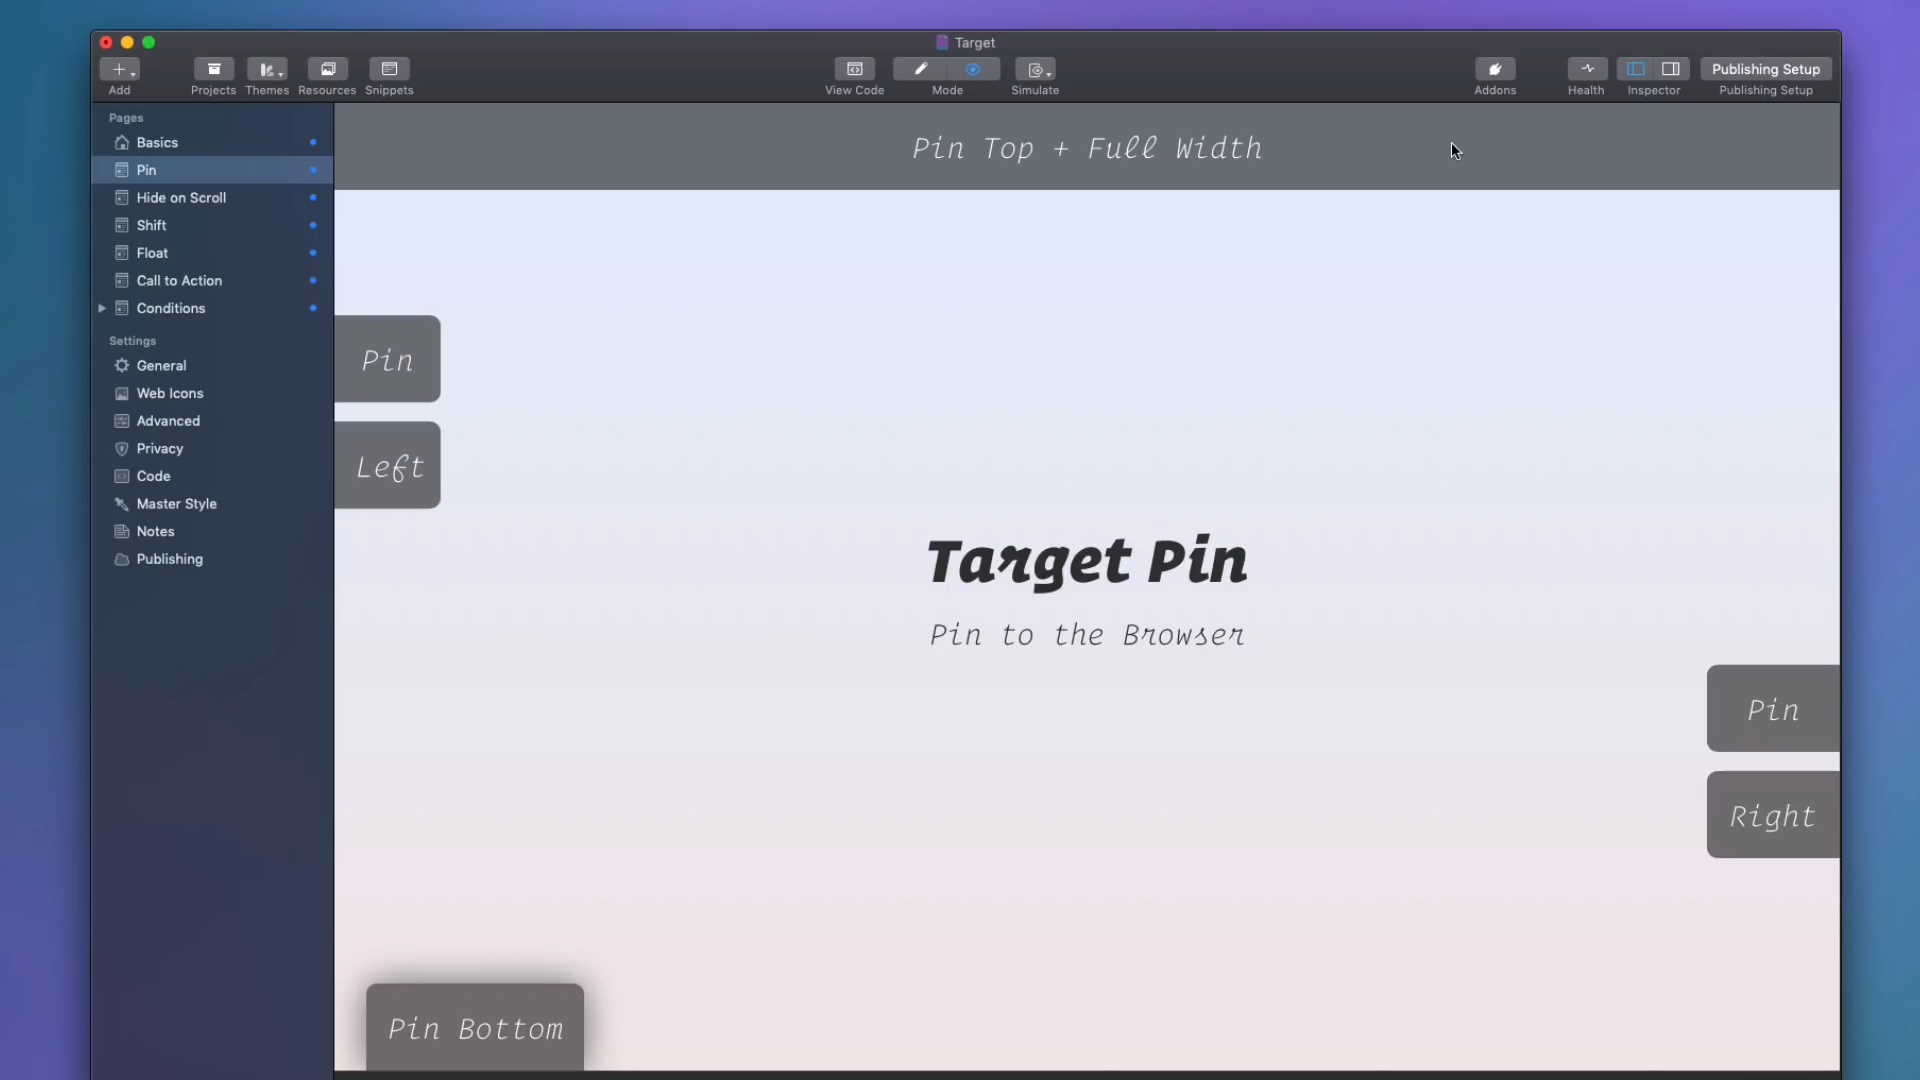 Target
Add
Projects
Themes
Resources
Snippets
View Code
Mode
Simulate
Addons
Health
Inspector
Publishing Setup
Publishing Setup
Pages
Basics
Pin
Hide on Scroll
Shift
Float
Call to Action
Conditions
Settings
General
Web Icons
Advanced
Privacy
Code
Master Style
Notes
Publishing
Pin Top + Full Width
Pin
Left
Target Pin
Pin to the Browser
Pin
Right
Pin Bottom